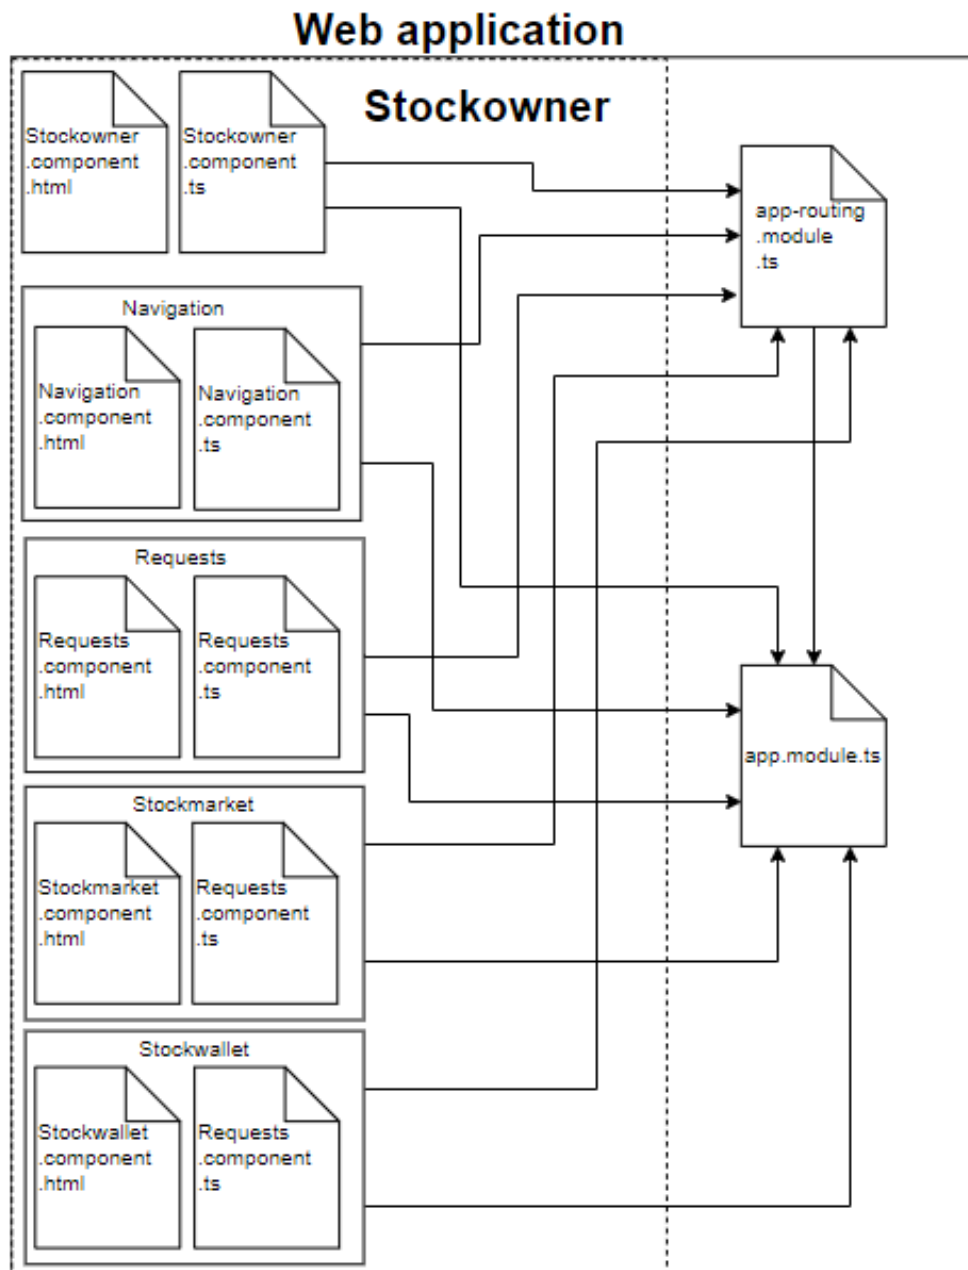 Web application
Stockowner
Stockowner
.component
.html
Stockowner
.component
.ts
app-routing
.module
.ts
Navigation
Navigation
.component
.html
Navigation
.component
.ts
Requests
Requests
.component
.html
Requests
.component
.ts
app.module.ts
Stockmarket
Stockmarket
.component
.html
Requests
.component
.ts
Stockwallet
Stockwallet
.component
.html
Requests
.component
.ts